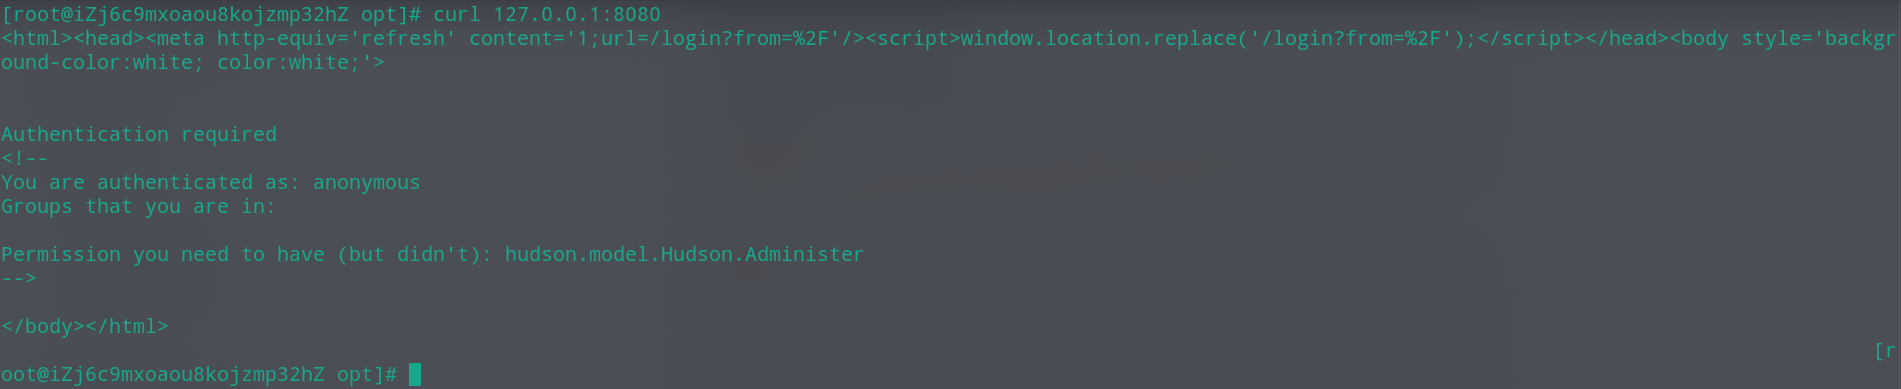 [root@iZj6c9mxoaou8kojzmp32hZ opt]# curl 127.0.0.1:8080
<html><head><meta http-equiv='refresh' content='1;url=/login?from=%2F'/><script>window.location.replace('/login?from=%2F');</script></head><body style='backgr
ound-color:white; color:white;'>
Authentication required
<!--
You are authenticated as: anonymous
Groups that you are in:
Permission you need to have (but didn't): hudson.model.Hudson.Administer
-->
</body></html>
[r
oot@iZj6c9mxoaou8kojzmp32hZ opt]#